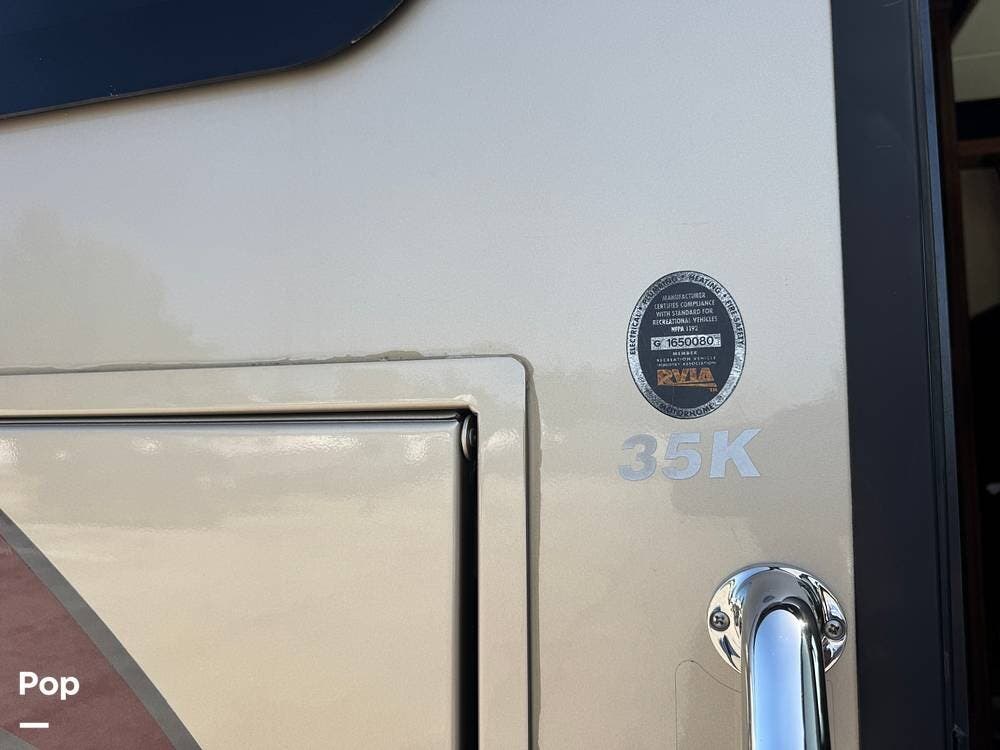 ELECTRICAL • PLUMBING • HEATING • FIRE SAFETY
MANUFACTURER
CERTIFIES COMPLIANCE
WITH STANDARD FOR
RECREATIONAL VEHICLES
NFPA 1192
G 1650080
MEMBER
RECREATION VEHICLE
INDUSTRY ASSOCIATION
RVIA
TM
MOTORHOME
35K
Pop